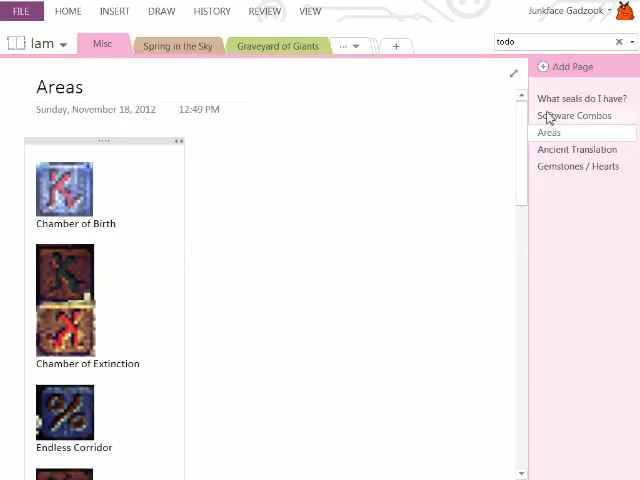 FILE HOME INSERT DRAW HISTORY REVIEW VIEW Junkface Gadzook
lam Misc Spring in the Sky Graveyard of Giants ... + todo
Areas
Sunday, November 18, 2012 12:49 PM
Chamber of Birth
Chamber of Extinction
Endless Corridor
Add Page
What seals do I have?
Software Combos
Areas
Ancient Translation
Gemstones / Hearts